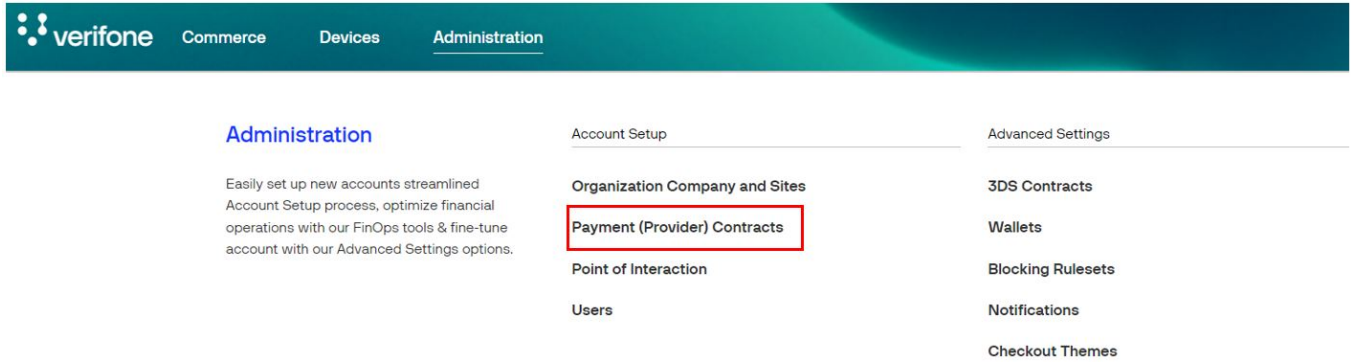 verifone Commerce Devices Administration
Administration
Easily set up new accounts streamlined
Account Setup process, optimize financial
operations with our FinOps tools & fine-tune
account with our Advanced Settings options.
Account Setup
Organization Company and Sites
Payment (Provider) Contracts
Point of Interaction
Users
Advanced Settings
3DS Contracts
Wallets
Blocking Rulesets
Notifications
Checkout Themes